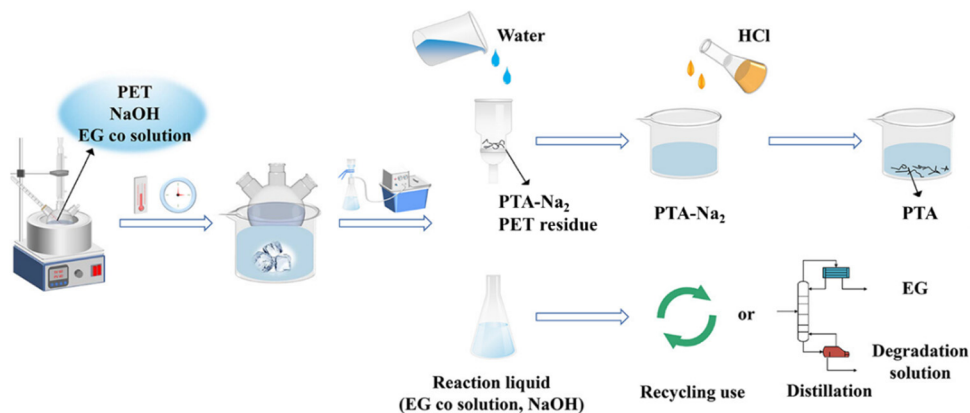 PET
NaOH
EG co solution
Water
HCl
PTA-Na₂
PET residue
PTA-Na₂
PTA
Reaction liquid
(EG co solution, NaOH)
Recycling use
or
Distillation
EG
Degradation
solution